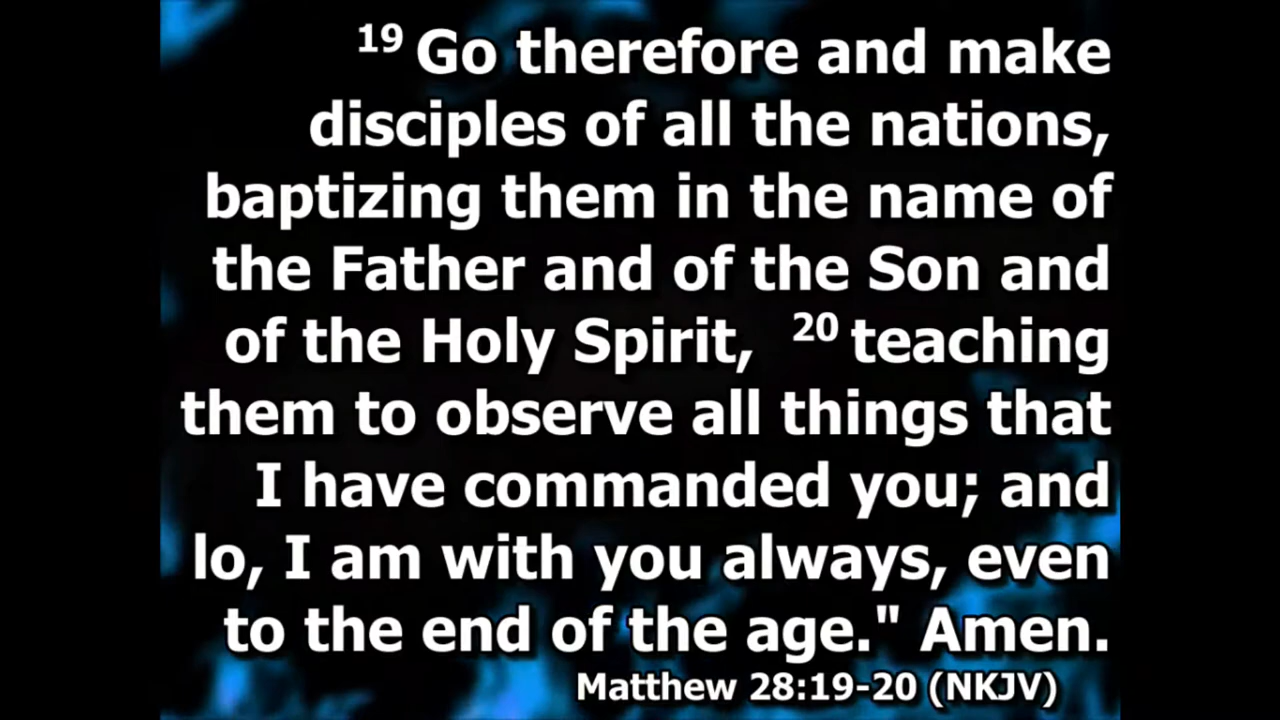 19 Go therefore and make
disciples of all the nations,
baptizing them in the name of
the Father and of the Son and
of the Holy Spirit, 20 teaching
them to observe all things that
I have commanded you; and
lo, I am with you always, even
to the end of the age." Amen.
Matthew 28:19-20 (NKJV)